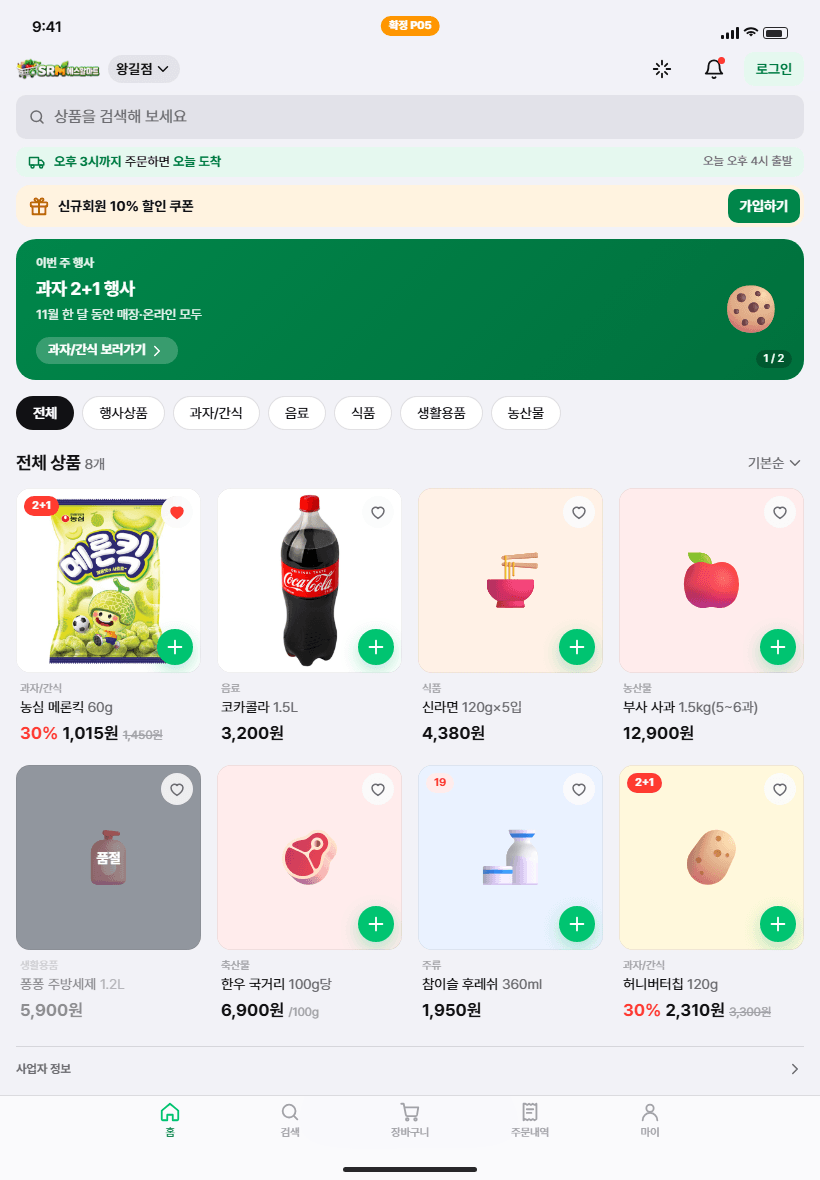 9:41
확정 P05
SRM에스알마트
왕길점
로그인
상품을 검색해 보세요
오후 3시까지 주문하면 오늘 도착
오늘 오후 4시 출발
신규회원 10% 할인 쿠폰
가입하기
이번 주 행사
과자 2+1 행사
11월 한 달 동안 매장·온라인 모두
과자/간식 보러가기
1 / 2
전체
행사상품
과자/간식
음료
식품
생활용품
농산물
전체 상품 8개
기본순
2+1
농심
메론킥
ORIGINAL TASTE
Coca-Cola
과자/간식
농심 메론킥 60g
30% 1,015원 1,450원
음료
코카콜라 1.5L
3,200원
식품
신라면 120g×5입
4,380원
농산물
부사 사과 1.5kg(5~6과)
12,900원
품절
19
2+1
생활용품
퐁퐁 주방세제 1.2L
5,900원
축산물
한우 국거리 100g당
6,900원 /100g
주류
참이슬 후레쉬 360ml
1,950원
과자/간식
허니버터칩 120g
30% 2,310원 3,300원
사업자 정보
홈
검색
장바구니
주문내역
마이